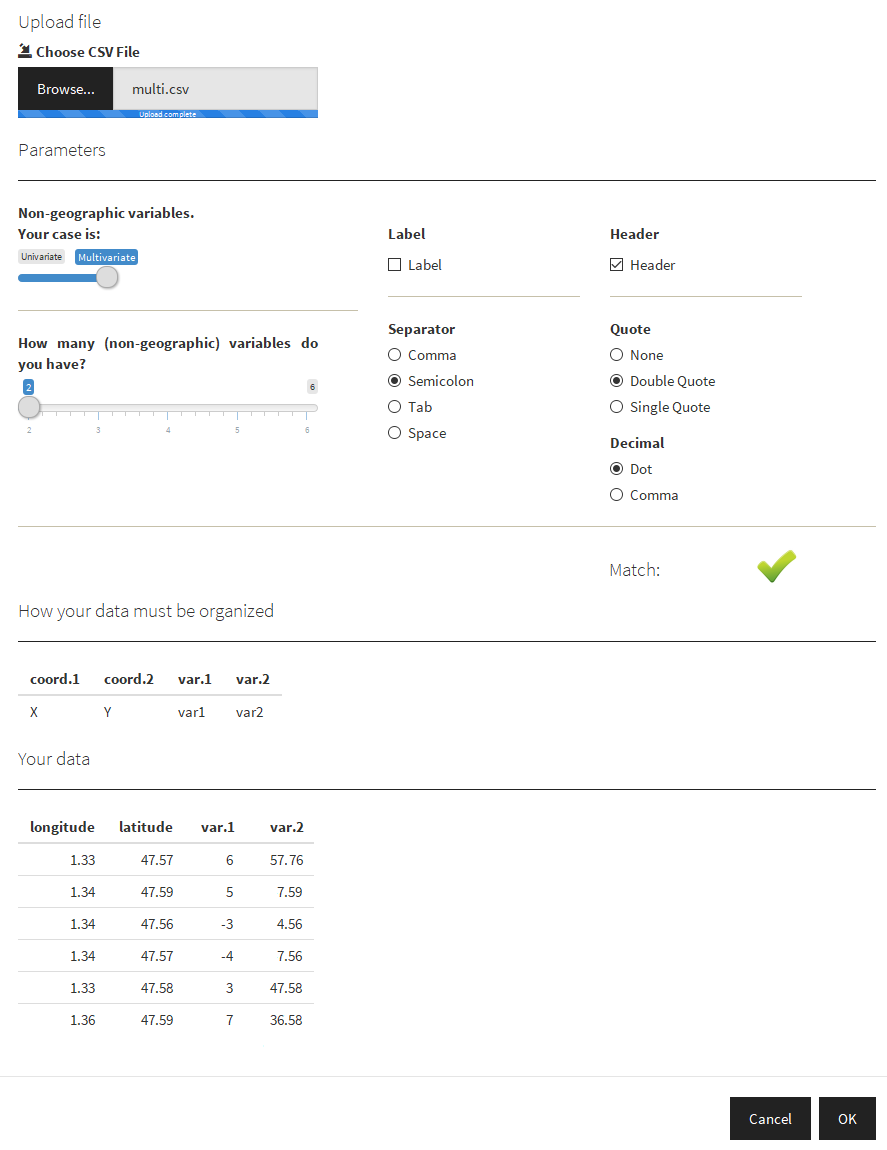 Upload file
Choose CSV File
Browse... multi.csv
Upload complete
Parameters
Non-geographic variables.
Your case is:
Univariate Multivariate
Label
Label
Header
Header
How many (non-geographic) variables do
you have?
2 6
2 3 4 5 6
Separator
Comma
Semicolon
Tab
Space
Quote
None
Double Quote
Single Quote
Decimal
Dot
Comma
Match:
How your data must be organized
coord.1 coord.2 var.1 var.2
X Y var1 var2
Your data
longitude latitude var.1 var.2
1.33 47.57 6 57.76
1.34 47.59 5 7.59
1.34 47.56 -3 4.56
1.34 47.57 -4 7.56
1.33 47.58 3 47.58
1.36 47.59 7 36.58
Cancel OK